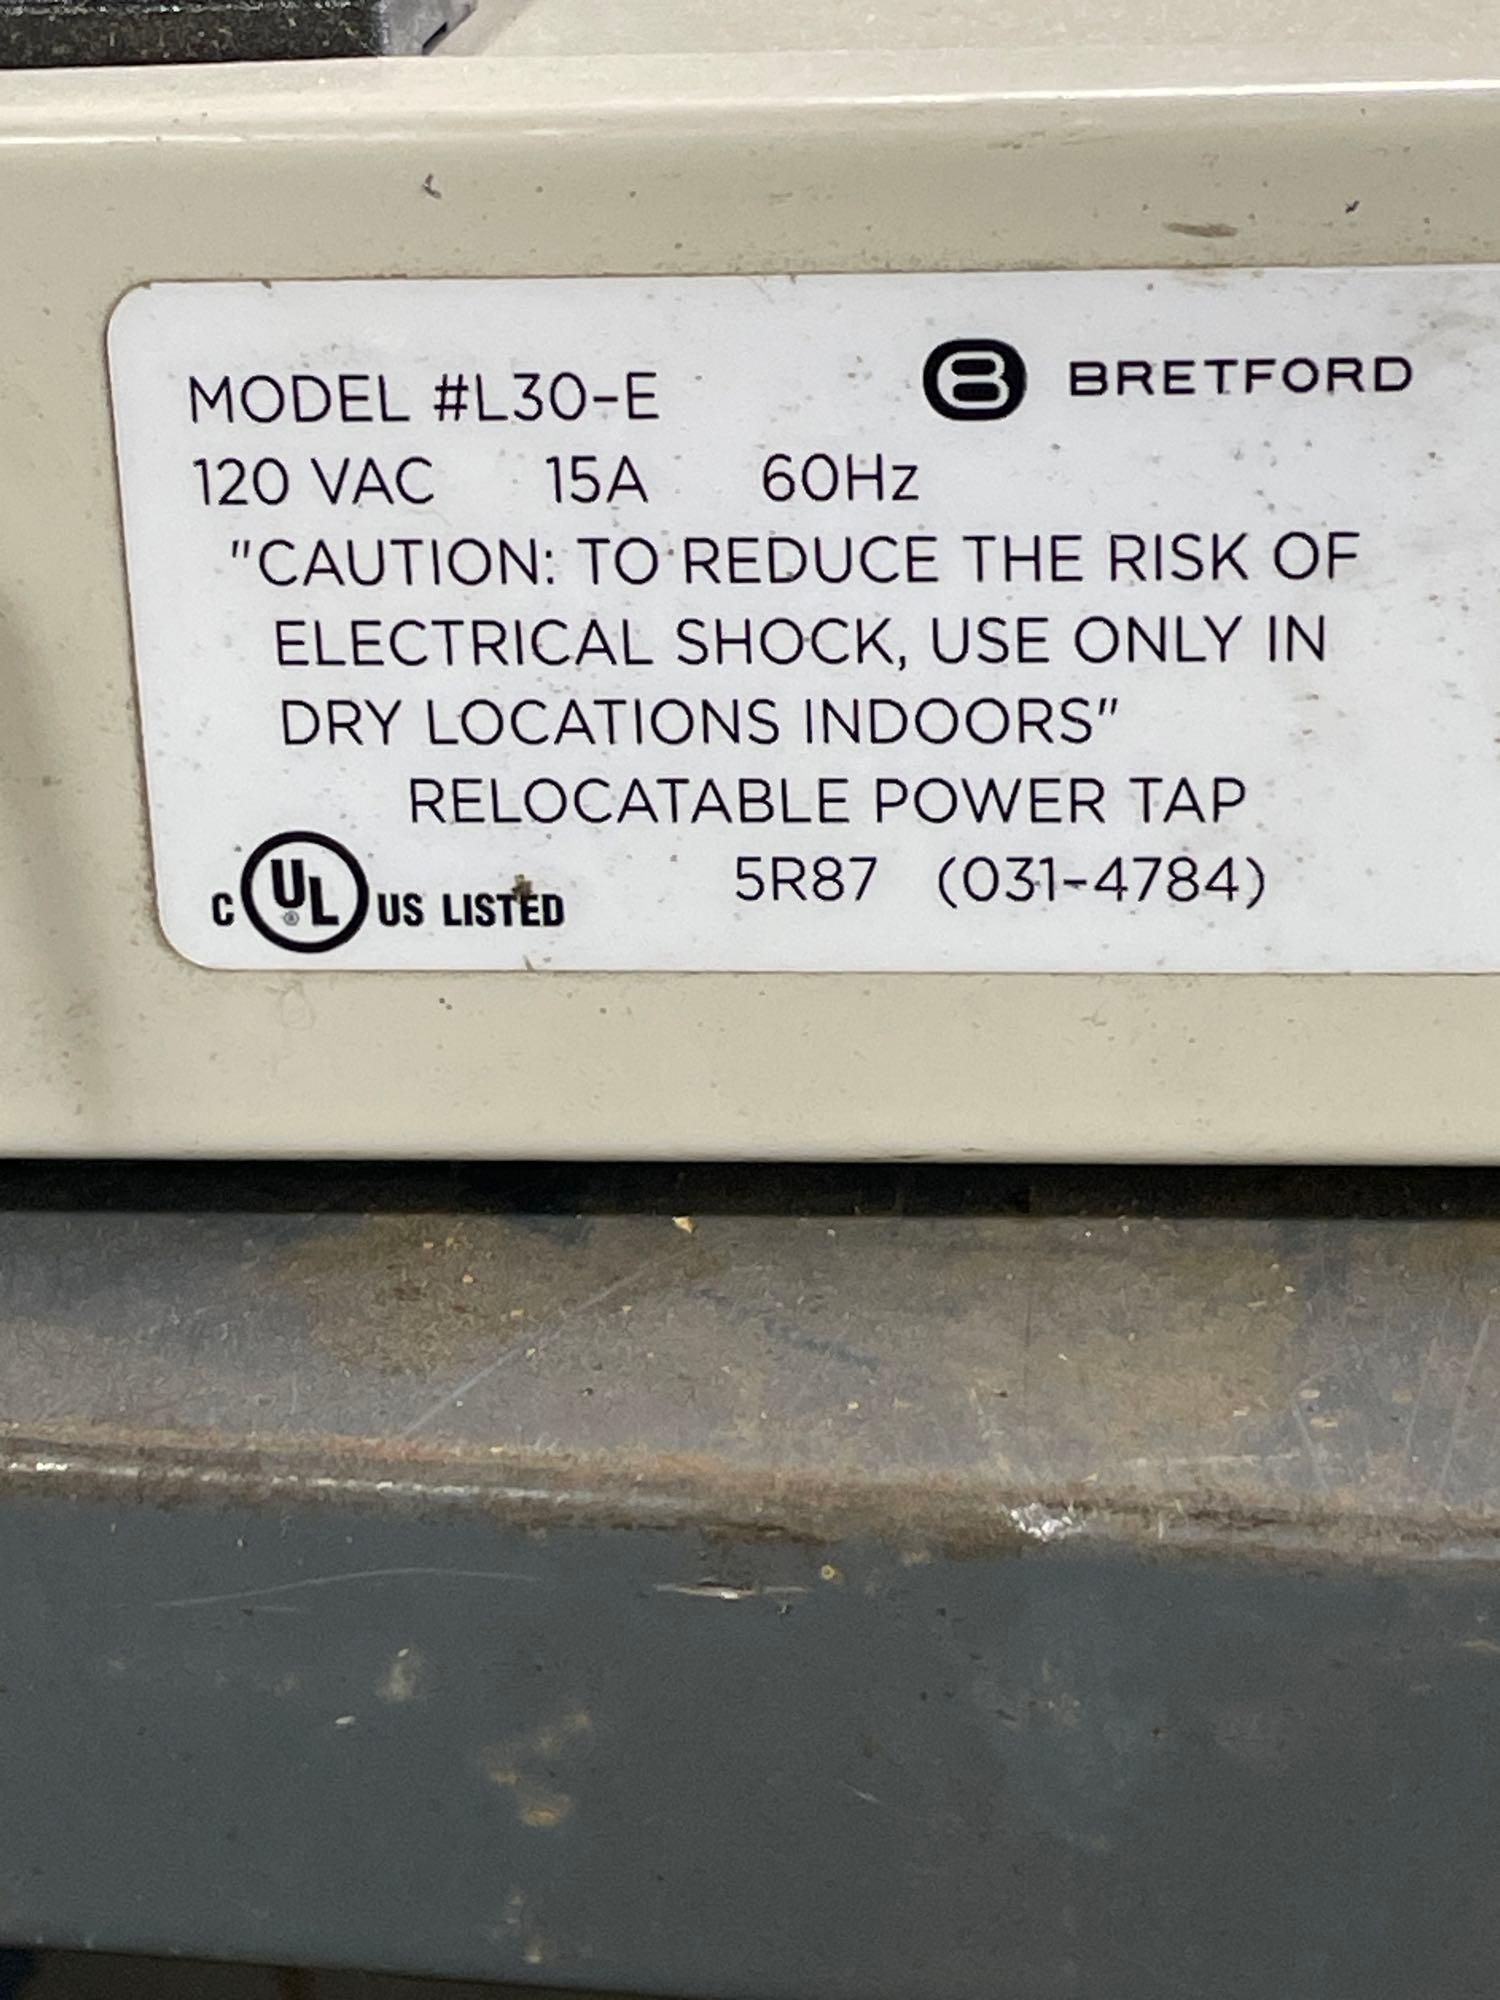 MODEL #L30-E B BRETFORD
120 VAC 15A 60Hz
"CAUTION: TO REDUCE THE RISK OF
ELECTRICAL SHOCK, USE ONLY IN
DRY LOCATIONS INDOORS"
RELOCATABLE POWER TAP
C UL ® US LISTED 5R87 (031-4784)